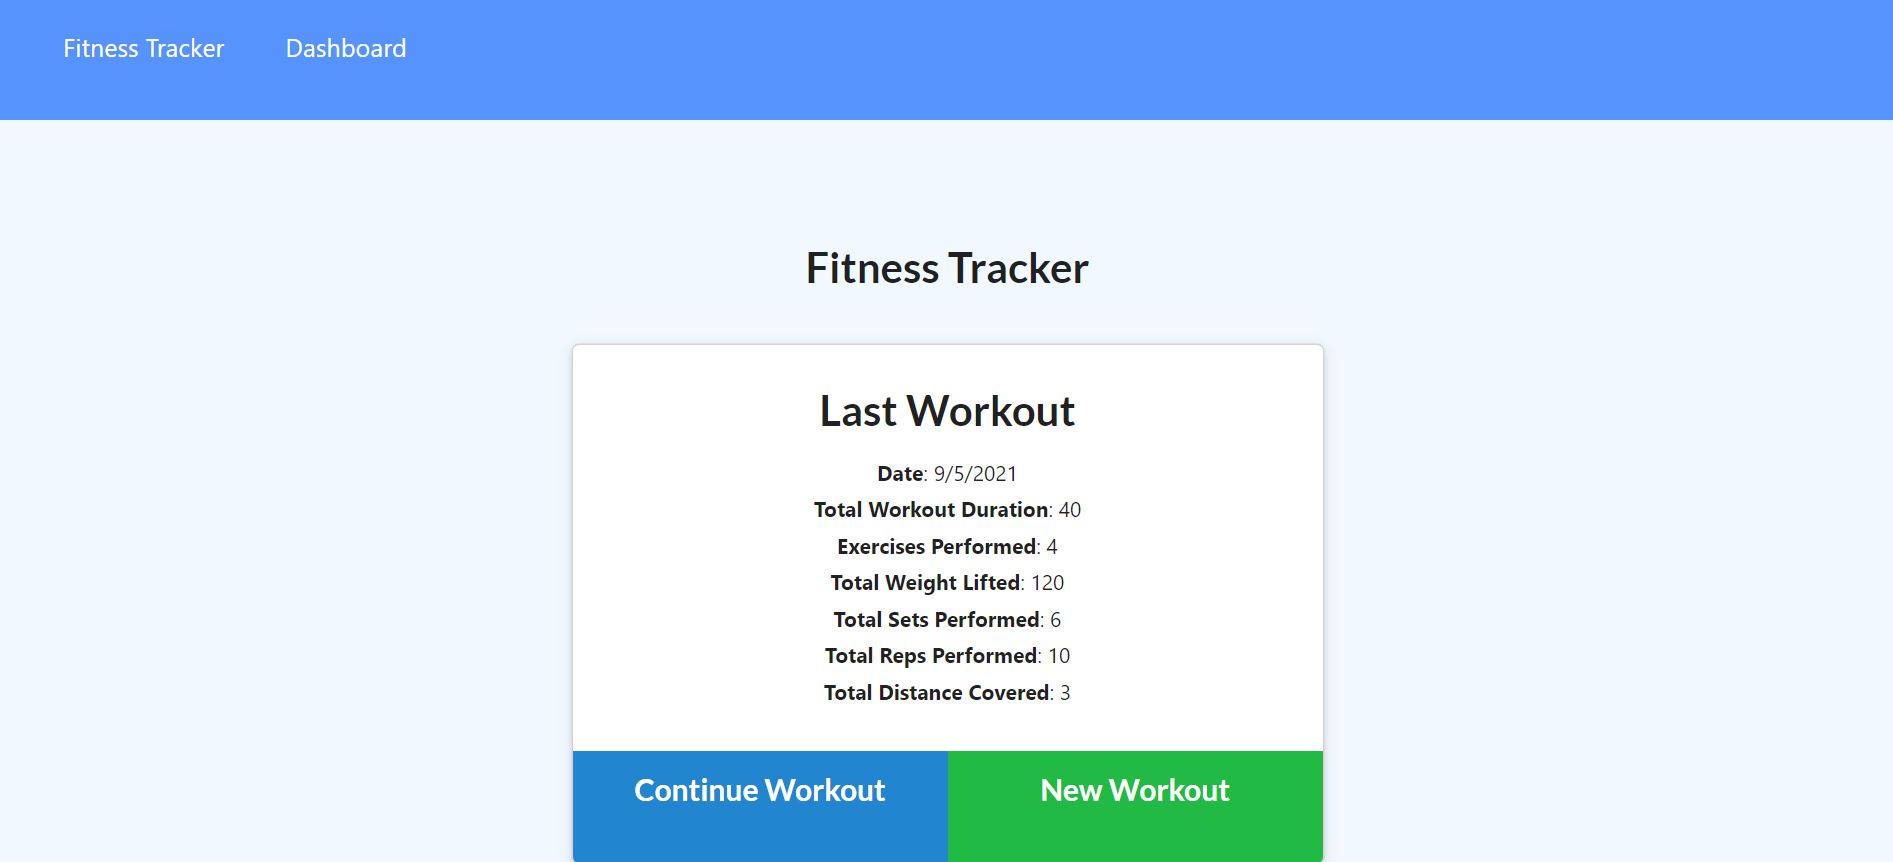 Fitness Tracker Dashboard
Fitness Tracker
Last Workout
Date: 9/5/2021
Total Workout Duration: 40
Exercises Performed: 4
Total Weight Lifted: 120
Total Sets Performed: 6
Total Reps Performed: 10
Total Distance Covered: 3
Continue Workout New Workout